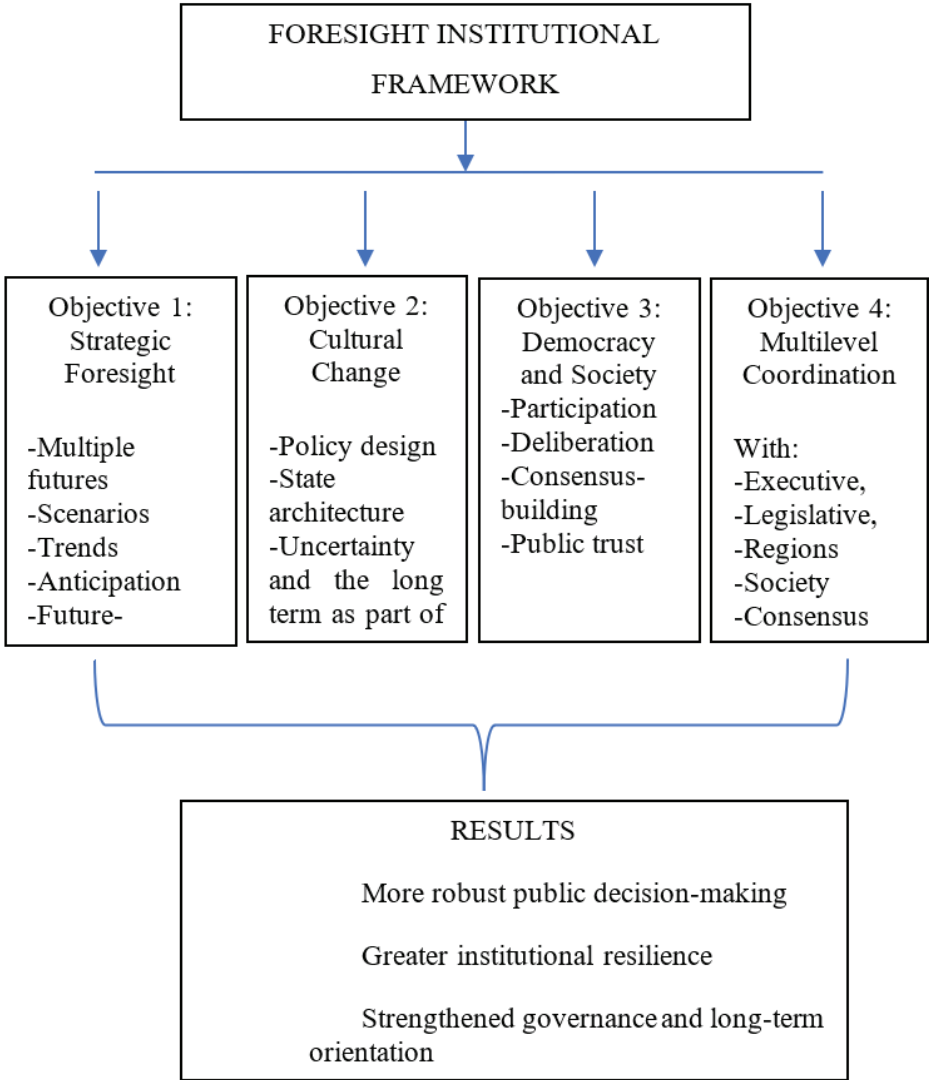 FORESIGHT INSTITUTIONAL
FRAMEWORK
Objective 1:
Strategic
Foresight
-Multiple
futures
-Scenarios
-Trends
-Anticipation
-Future-
Objective 2:
Cultural
Change
-Policy design
-State
architecture
-Uncertainty
and the long
term as part of
Objective 3:
Democracy
and Society
-Participation
-Deliberation
-Consensus-
building
-Public trust
Objective 4:
Multilevel
Coordination
With:
-Executive,
-Legislative,
-Regions
-Society
-Consensus
RESULTS
More robust public decision-making
Greater institutional resilience
Strengthened governance and long-term
orientation